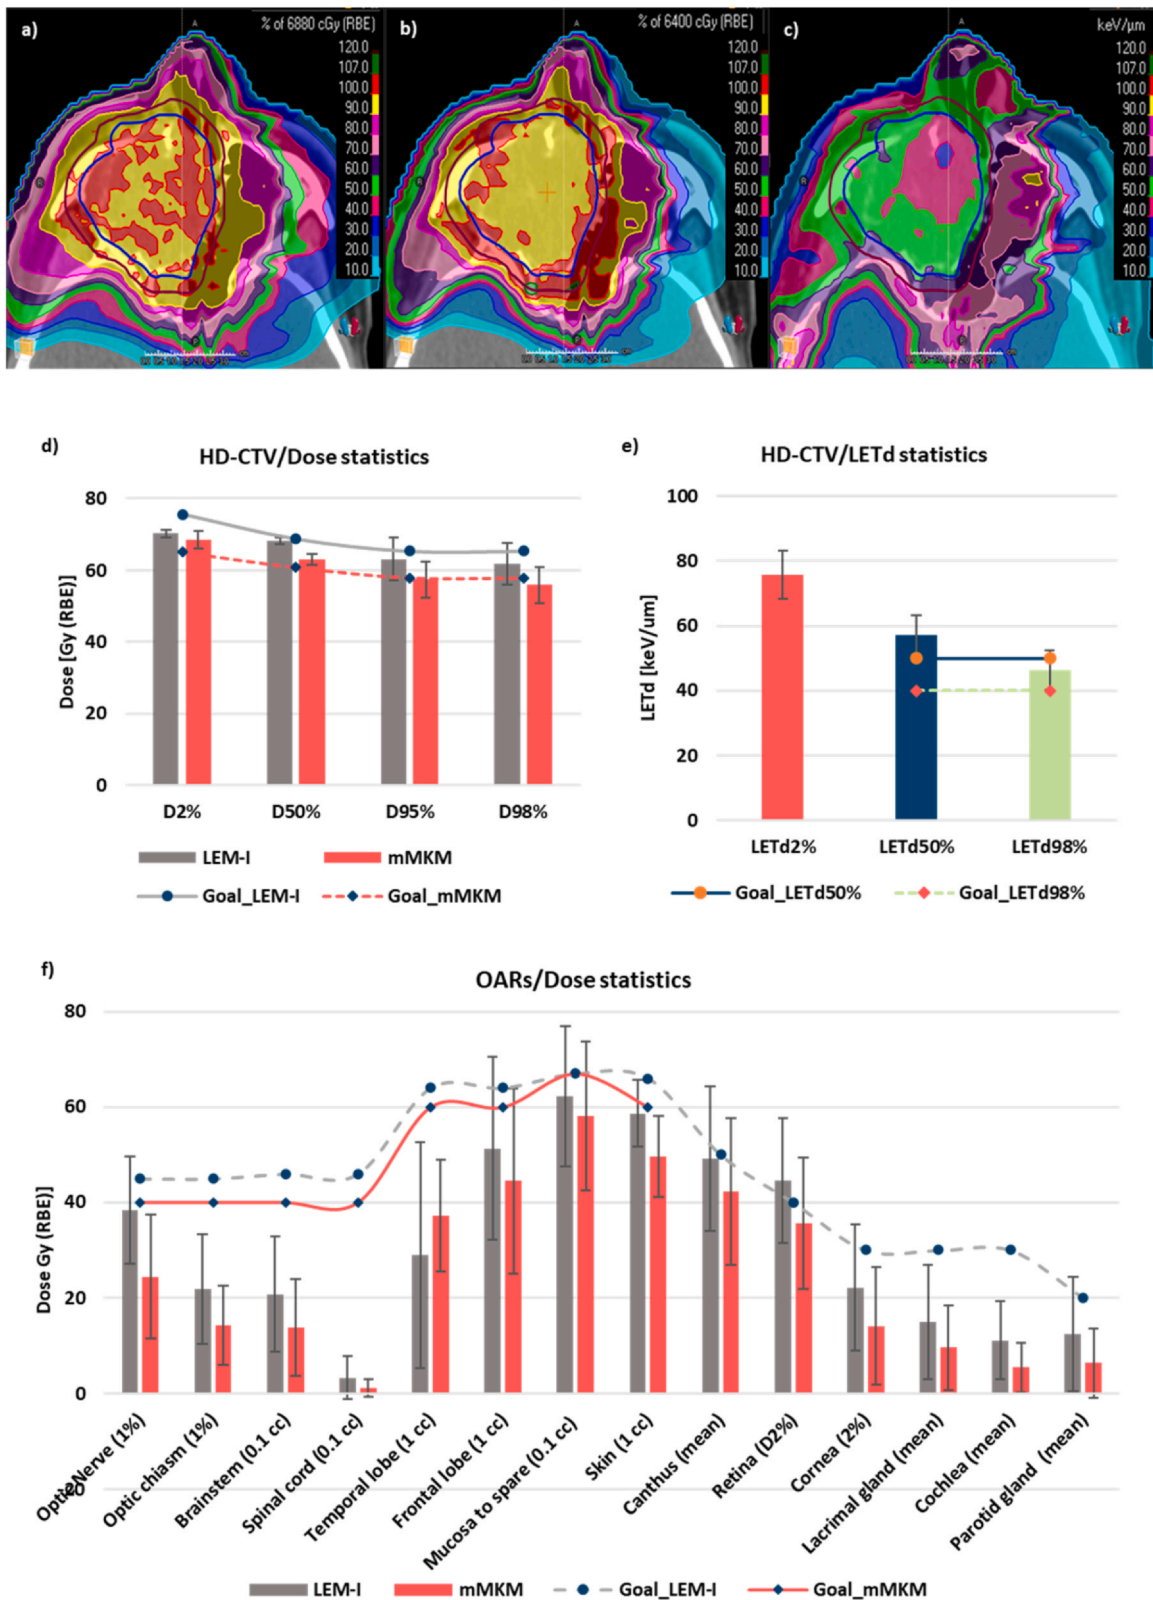 a)
% of 6880 cGy (RBE)
A
120.0
107.0
100.0
90.0
80.0
70.0
60.0
50.0
40.0
30.0
20.0
10.0
R
P
b)
% of 6400 cGy (RBE)
A
120.0
107.0
100.0
90.0
80.0
70.0
60.0
50.0
40.0
30.0
20.0
10.0
R
P
c)
keV/µm
A
120.0
107.0
100.0
90.0
80.0
70.0
60.0
50.0
40.0
30.0
20.0
10.0
R
P
d)
HD-CTV/Dose statistics
Dose [Gy (RBE)]
80
60
40
20
0
D2% D50% D95% D98%
LEM-I mMKM
Goal_LEM-I Goal_mMKM
e)
HD-CTV/LETd statistics
LETd [keV/um]
100
80
60
40
20
0
LETd2% LETd50% LETd98%
Goal_LETd50% Goal_LETd98%
f)
OARs/Dose statistics
Dose Gy (RBE)]
80
60
40
20
0
20
Optic Nerve (1%)
Optic chiasm (1%)
Brainstem (0.1 cc)
Spinal cord (0.1 cc)
Temporal lobe (1 cc)
Frontal lobe (1 cc)
Mucosa to spare (0.1 cc)
Skin (1 cc)
Canthus (mean)
Retina (D2%)
Cornea (2%)
Lacrimal gland (mean)
Cochlea (mean)
Parotid gland (mean)
LEM-I mMKM Goal_LEM-I Goal_mMKM